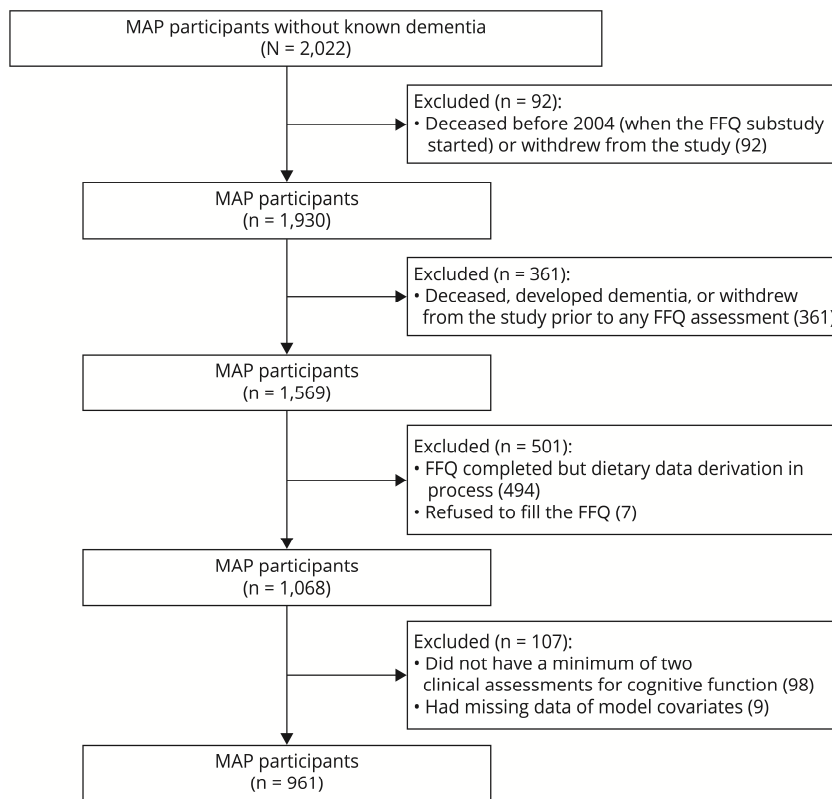 MAP participants without known dementia
(N = 2,022)
Excluded (n = 92):
• Deceased before 2004 (when the FFQ substudy
started) or withdrew from the study (92)
MAP participants
(n = 1,930)
Excluded (n = 361):
• Deceased, developed dementia, or withdrew
from the study prior to any FFQ assessment (361)
MAP participants
(n = 1,569)
Excluded (n = 501):
• FFQ completed but dietary data derivation in
process (494)
• Refused to fill the FFQ (7)
MAP participants
(n = 1,068)
Excluded (n = 107):
• Did not have a minimum of two
clinical assessments for cognitive function (98)
• Had missing data of model covariates (9)
MAP participants
(n = 961)